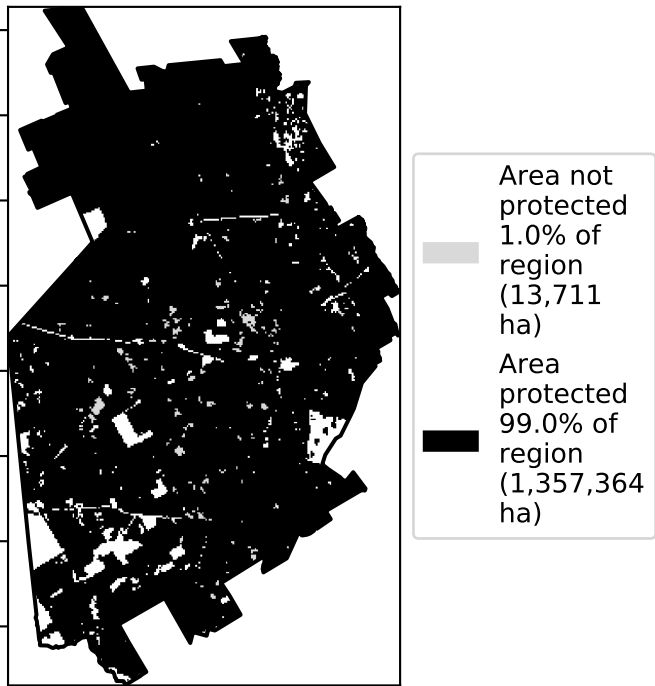 Area not
protected
1.0% of
region
(13,711
ha)
Area
protected
99.0% of
region
(1,357,364
ha)